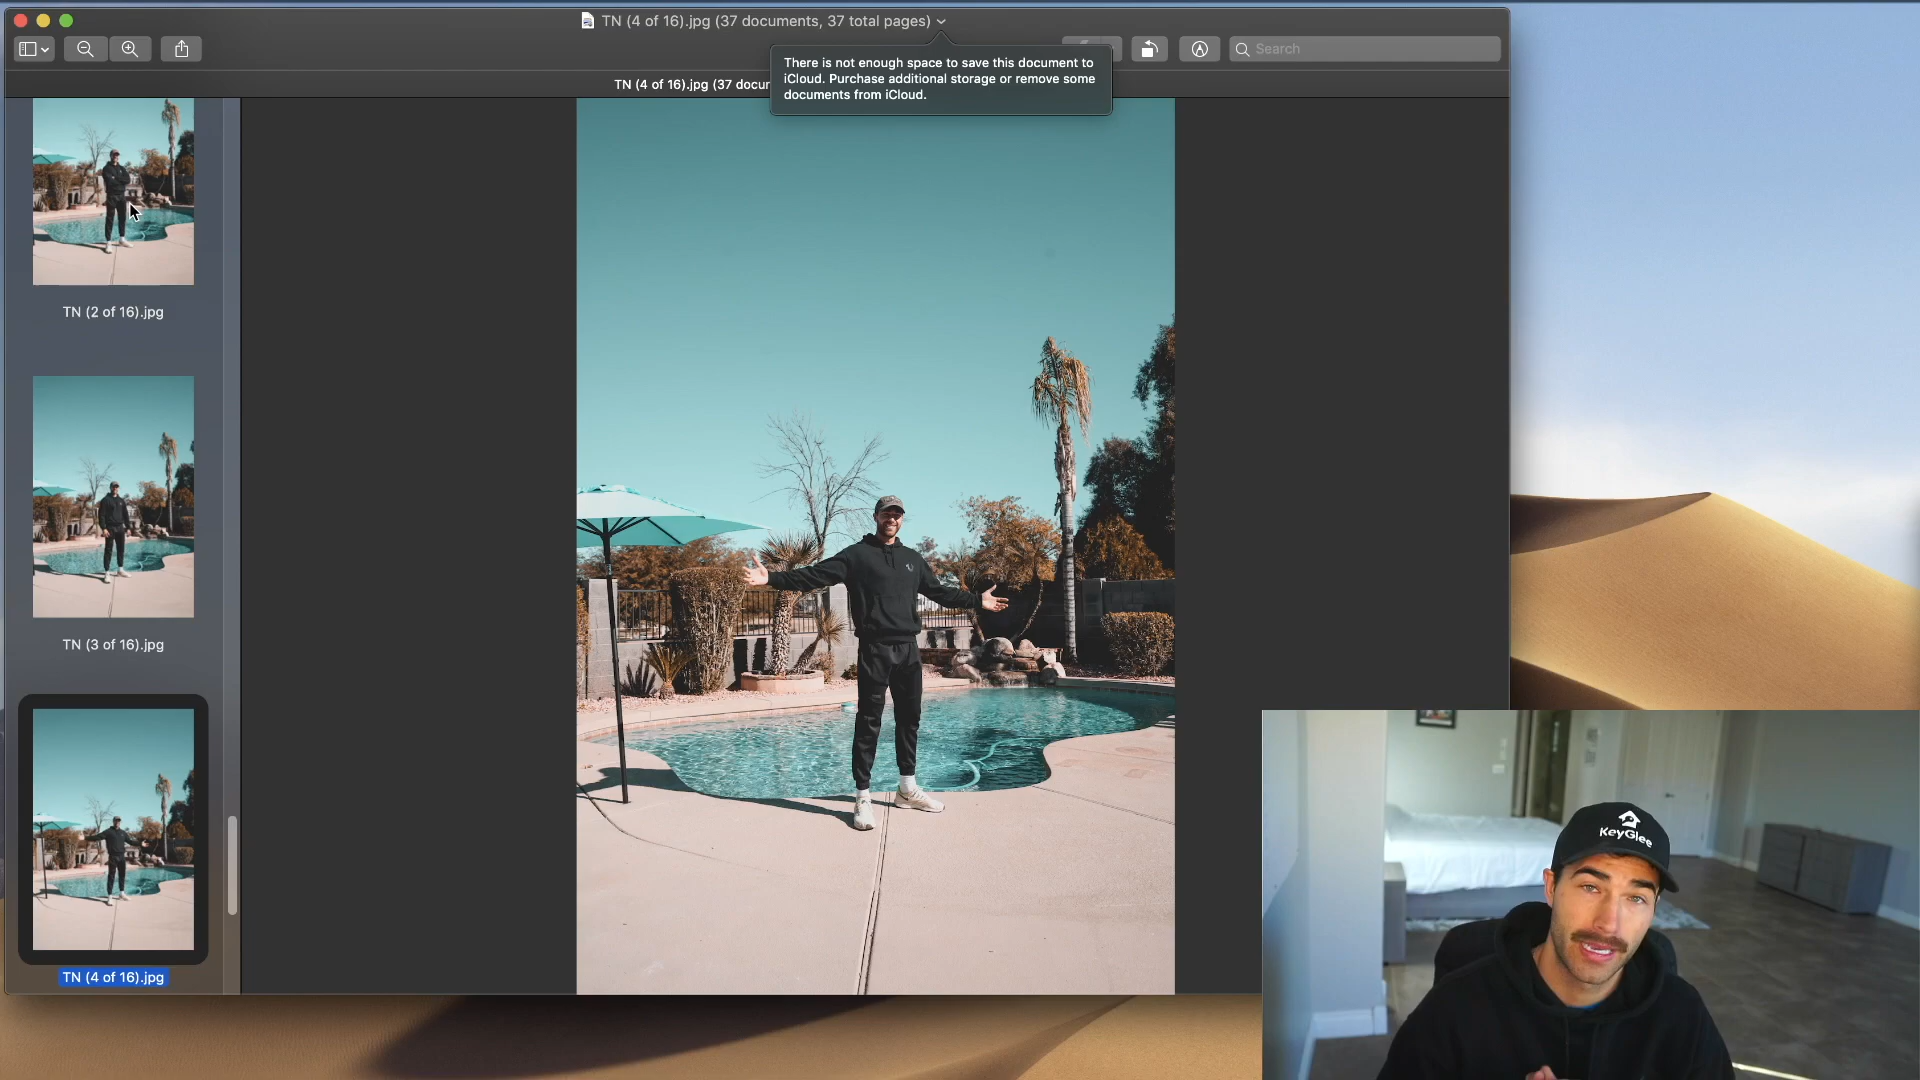 TN (4 of 16).jpg (37 documents, 37 total pages)
Search
There is not enough space to save this document to
iCloud. Purchase additional storage or remove some
documents from iCloud.
TN (4 of 16).jpg (37 docu
TN (2 of 16).jpg
TN (3 of 16).jpg
TN (4 of 16).jpg
KeyGlee